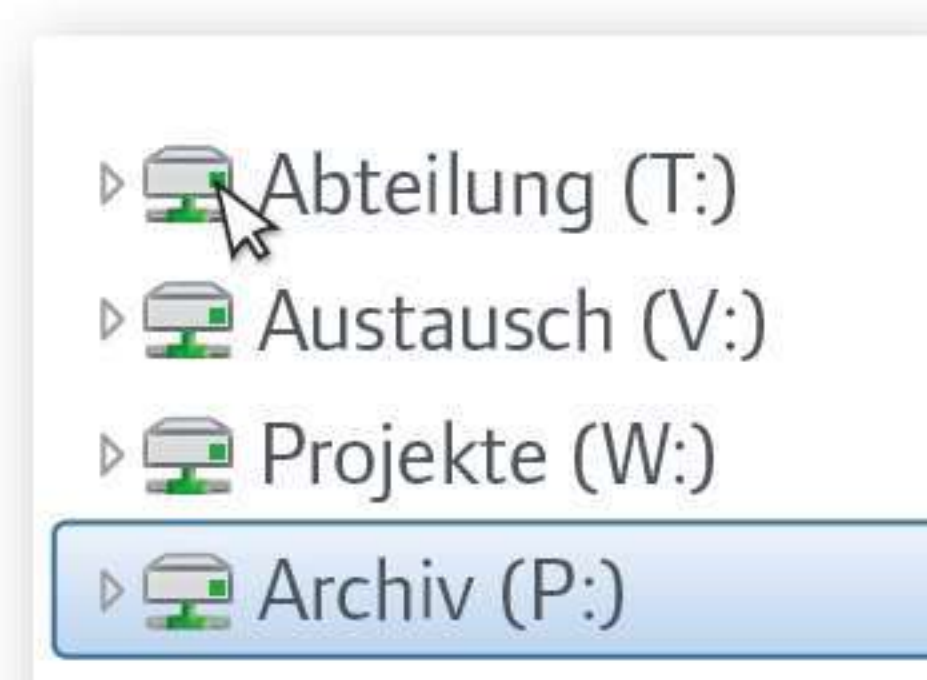 Abteilung (T:)
Austausch (V:)
Projekte (W:)
Archiv (P:)